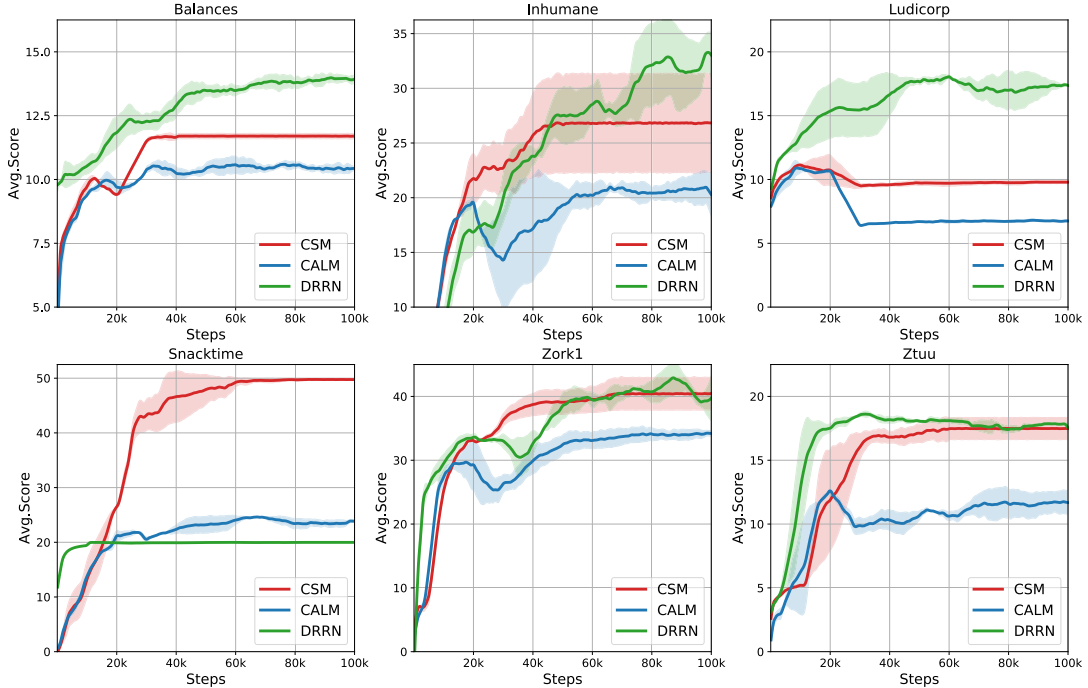 Balances
Avg.Score
15.0
12.5
10.0
7.5
5.0
CSM
CALM
DRRN
20k 40k 60k 80k 100k
Steps
Inhumane
Avg.Score
35
30
25
20
15
10
CSM
CALM
DRRN
20k 40k 60k 80k 100k
Steps
Ludicorp
Avg.Score
20
15
10
5
0
CSM
CALM
DRRN
20k 40k 60k 80k 100k
Steps
Snacktime
Avg.Score
50
40
30
20
10
0
CSM
CALM
DRRN
20k 40k 60k 80k 100k
Steps
Zork1
Avg.Score
40
30
20
10
0
CSM
CALM
DRRN
20k 40k 60k 80k 100k
Steps
Ztuu
Avg.Score
20
15
10
5
0
CSM
CALM
DRRN
20k 40k 60k 80k 100k
Steps